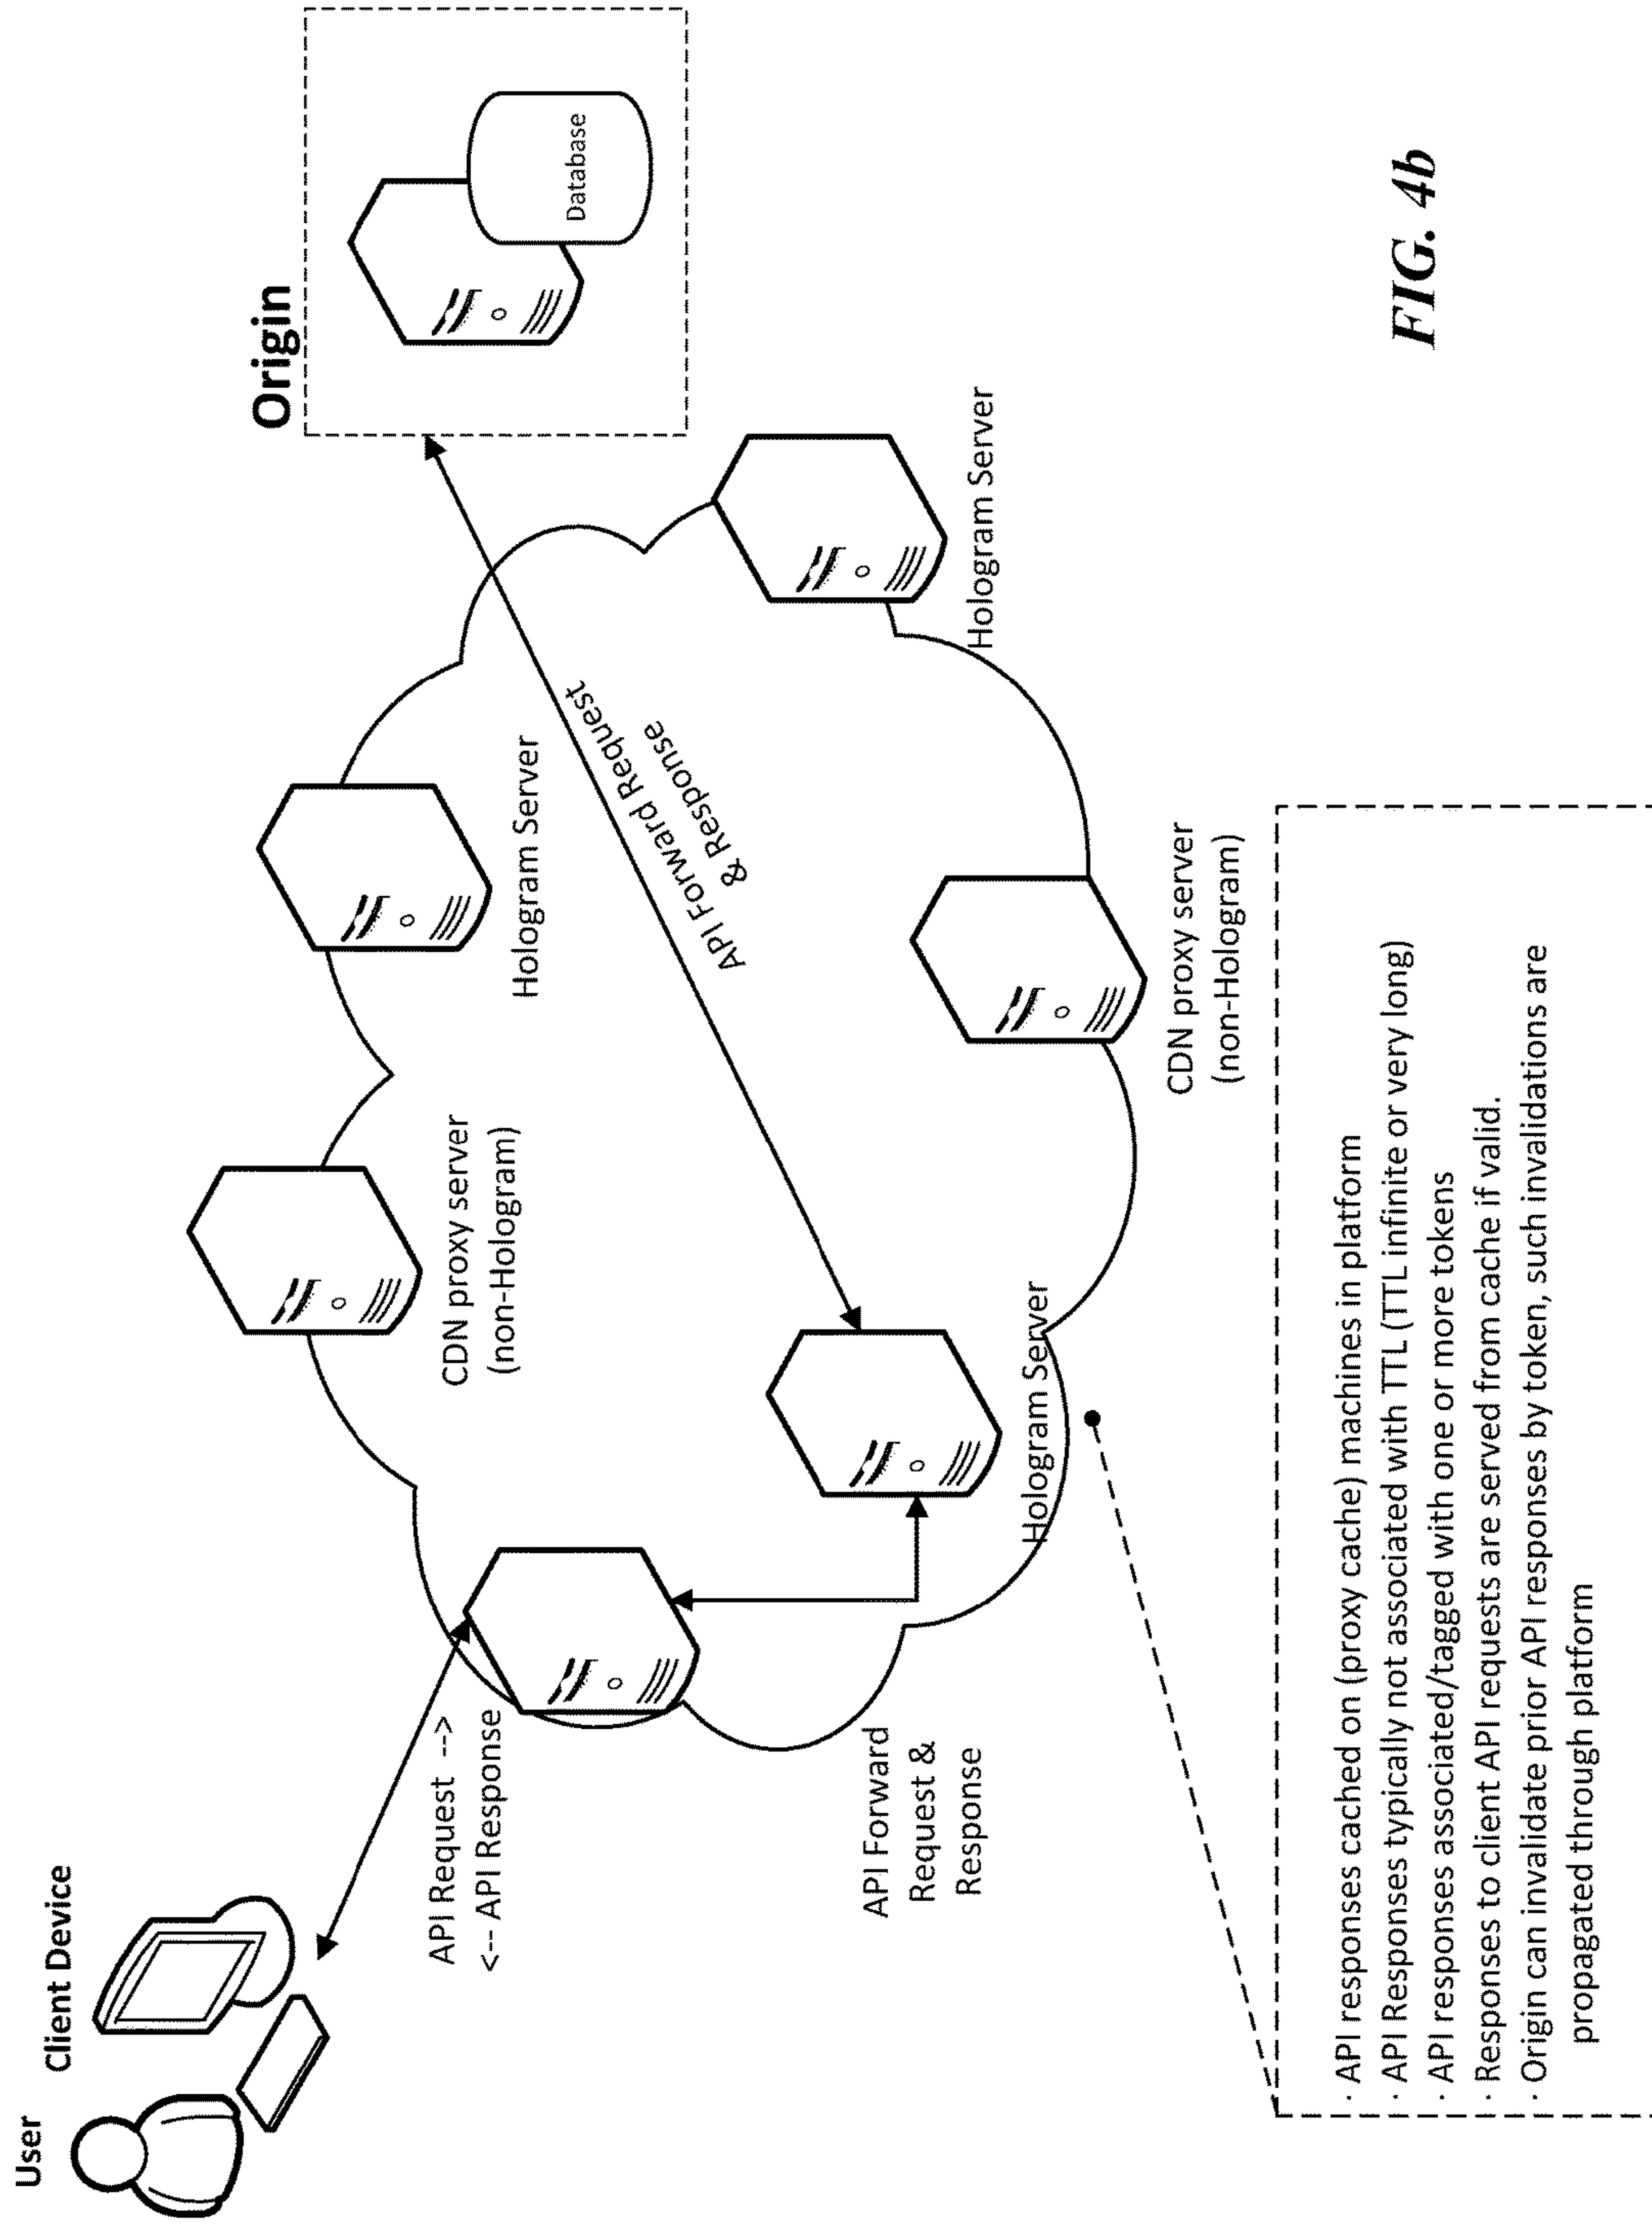 User
Client Device
Origin
Database
API Request -->
<-- API Response
CDN proxy server
(non-Hologram)
Hologram Server
API Forward Request
& Response
Hologram Server
API Forward
Request &
Response
Hologram Server
CDN proxy server
(non-Hologram)
· API responses cached on (proxy cache) machines in platform
· API Responses typically not associated with TTL (TTL infinite or very long)
· API responses associated/tagged with one or more tokens
· Responses to client API requests are served from cache if valid.
· Origin can invalidate prior API responses by token, such invalidations are
propagated through platform
FIG. 4b